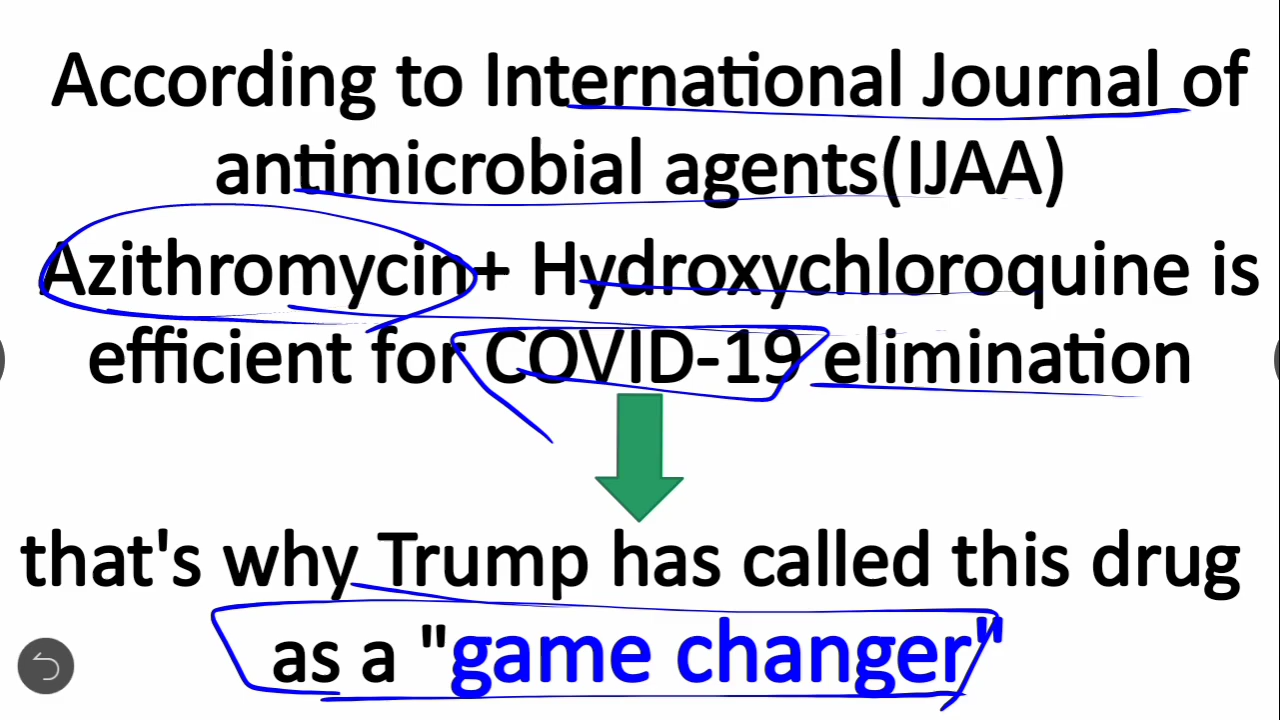 According to International Journal of
antimicrobial agents(IJAA)
Azithromycin+ Hydroxychloroquine is
efficient for COVID-19 elimination
that's why Trump has called this drug
as a "game changer"